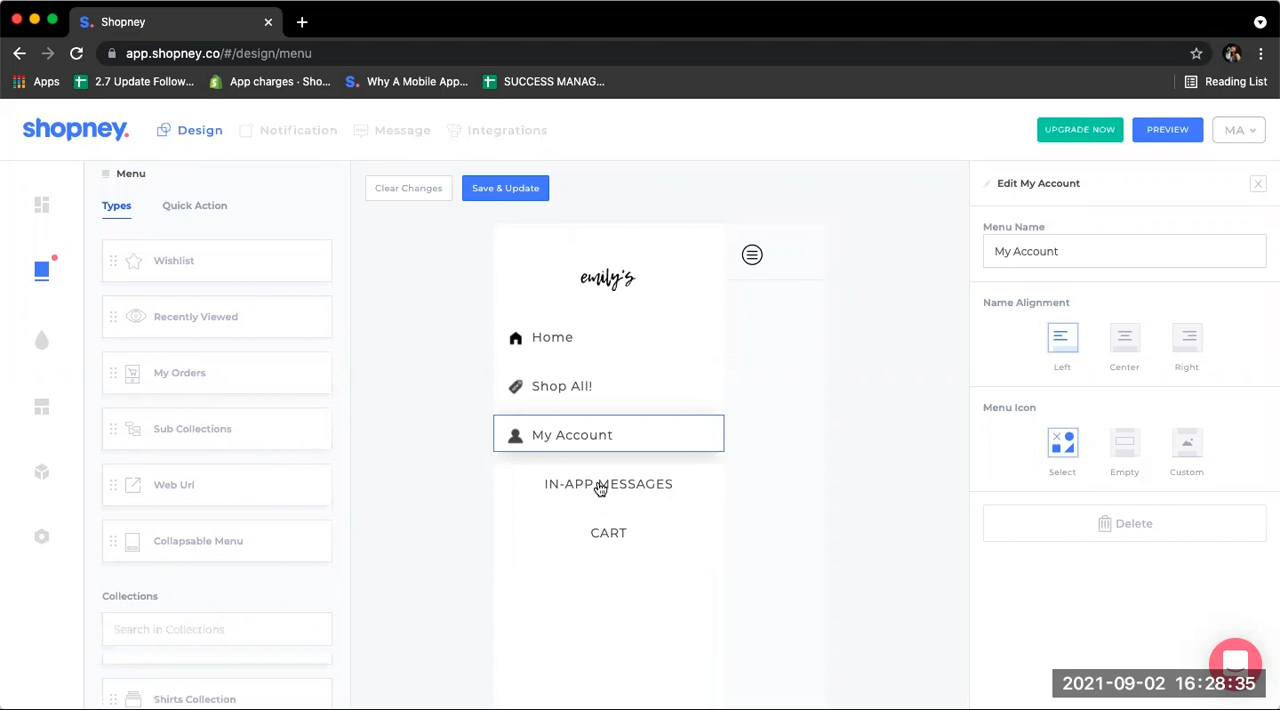 Shopney
app.shopney.co/#/design/menu
Apps
2.7 Update Follow...
App charges - Sho...
Why A Mobile App...
SUCCESS MANAG...
Reading List
shopney.
Design
Notification
Message
Integrations
UPGRADE NOW
PREVIEW
MA
Menu
Types
Quick Action
Wishlist
Recently Viewed
My Orders
Sub Collections
Web Url
Collapsable Menu
Collections
Search in Collections
Shirts Collection
Clear Changes
Save & Update
emily's
Home
Shop All!
My Account
IN-APP MESSAGES
CART
Edit My Account
Menu Name
My Account
Name Alignment
Left
Center
Right
Menu Icon
Select
Empty
Custom
Delete
2021-09-02 16:28:35